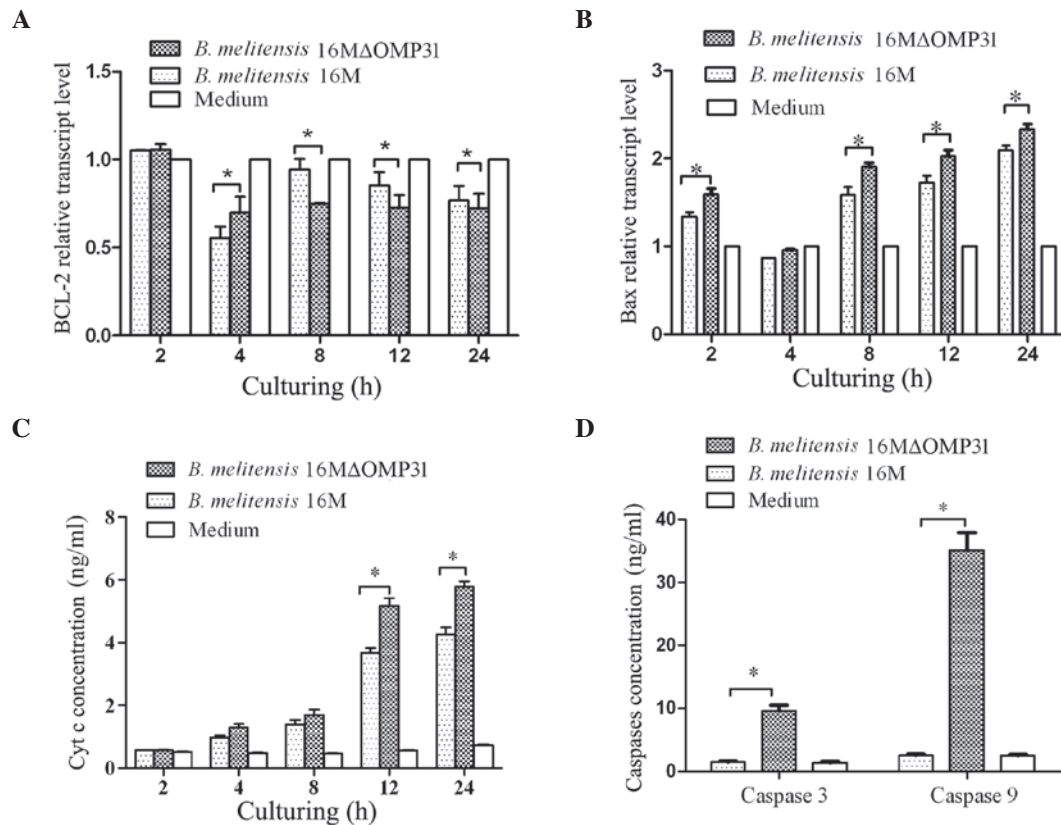 A
B. melitensis 16MΔOMP31
B. melitensis 16M
Medium
BCL-2 relative transcript level
1.5
1.0
0.5
0.0
* * * *
2 4 8 12 24
Culturing (h)
B
B. melitensis 16MΔOMP31
B. melitensis 16M
Medium
Bax relative transcript level
3
2
1
0
* * * *
2 4 8 12 24
Culturing (h)
C
B. melitensis 16MΔOMP31
B. melitensis 16M
Medium
Cyt c concentration (ng/ml)
8
6
4
2
0
* *
2 4 8 12 24
Culturing (h)
D
B. melitensis 16MΔOMP31
B. melitensis 16M
Medium
Caspases concentration (ng/ml)
40
30
20
10
0
* *
Caspase 3 Caspase 9